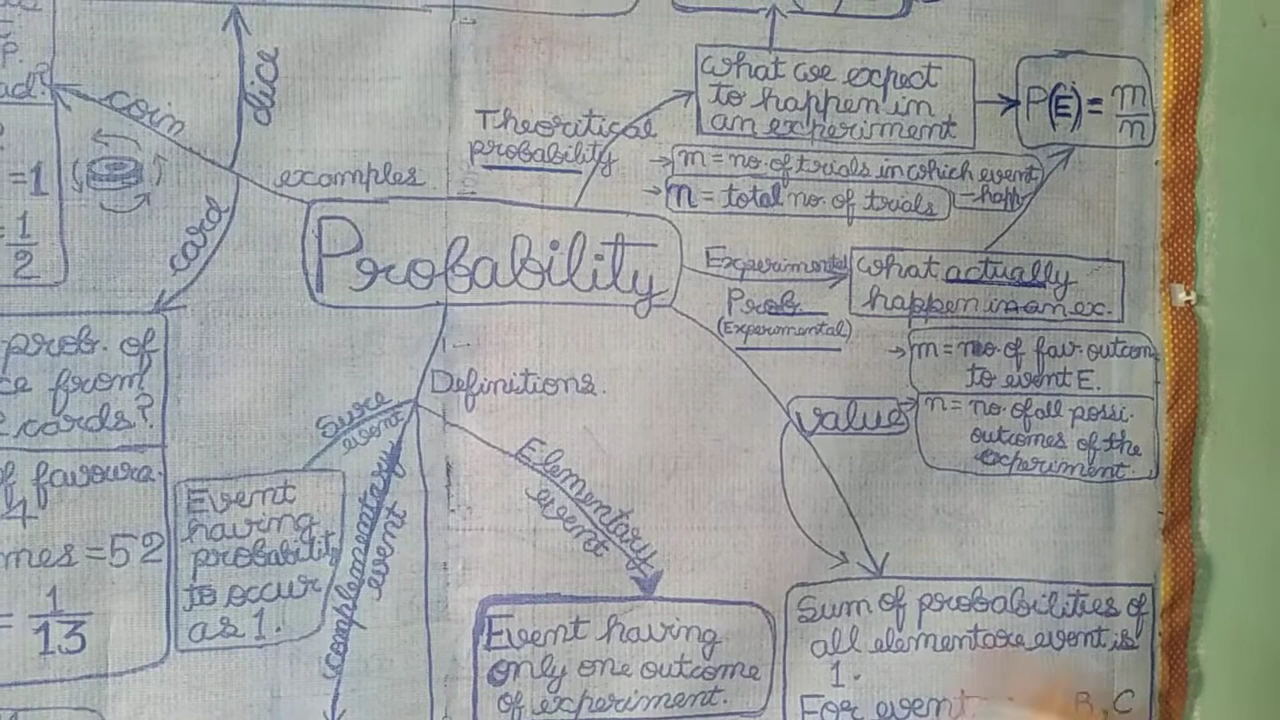 p.
ad?
=1
1
2
coin
dice
card
examples
Theoritical
probability
what we expect
to happen in
an experiment
P(E) = m
n
→ m = no. of trials in which event
→ n = total no. of trials
happ
Probability
Experimental
Prob.
(Experimental)
what actually
happen in an ex.
→ m = no. of fav. outcom
to event E.
n = no. of all possi.
outcomes of the
experiment.
value
Definitions.
Sure
event
Event
having
probability
to occur
as 1.
complementary
event
Elementary
event
Event having
only one outcome
of experiment.
Sum of probabilities of
all elementare event is
1.
For event
B, C
prob. of
ce from
cards?
of favoura.
4
mes = 52
= 1
13